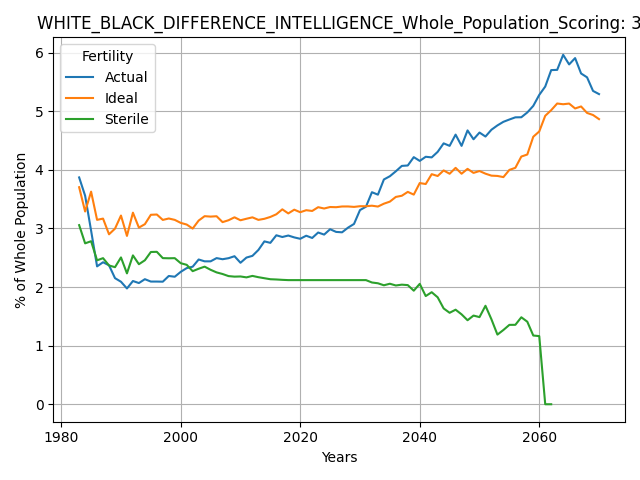 WHITE_BLACK_DIFFERENCE_INTELLIGENCE_Whole_Population_Scoring: 3
Fertility
Actual
Ideal
Sterile
% of Whole Population
6
5
4
3
2
1
0
1980
2000
2020
2040
2060
Years